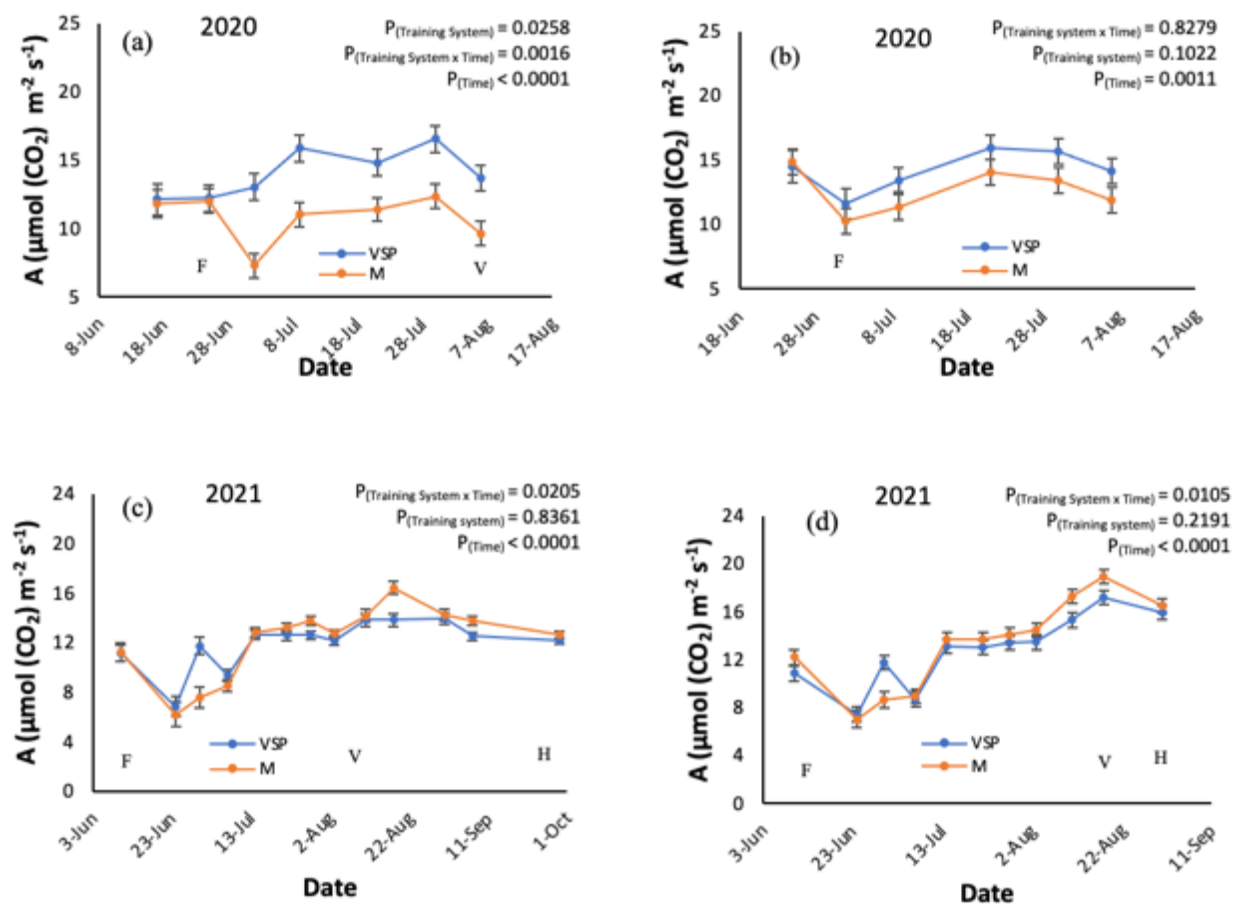 (a)
2020
P(Training System) = 0.0258
P(Training System x Time) = 0.0016
P(Time) < 0.0001
A (µmol (CO₂) m⁻² s⁻¹)
25
20
15
10
5
VSP
M
F
V
8-Jun
18-Jun
28-Jun
8-Jul
18-Jul
28-Jul
7-Aug
17-Aug
Date
(b)
2020
P(Training system x Time) = 0.8279
P(Training system) = 0.1022
P(Time) = 0.0011
A (µmol (CO₂) m⁻² s⁻¹)
25
20
15
10
5
VSP
M
F
18-Jun
28-Jun
8-Jul
18-Jul
28-Jul
7-Aug
17-Aug
Date
(c)
2021
P(Training System x Time) = 0.0205
P(Training system) = 0.8361
P(Time) < 0.0001
A (µmol (CO₂) m⁻² s⁻¹)
24
20
16
12
8
4
0
VSP
M
F
V
H
3-Jun
23-Jun
13-Jul
2-Aug
22-Aug
11-Sep
1-Oct
Date
(d)
2021
P(Training System x Time) = 0.0105
P(Training system) = 0.2191
P(Time) < 0.0001
A (µmol (CO₂) m⁻² s⁻¹)
24
20
16
12
8
4
0
VSP
M
F
V
H
3-Jun
23-Jun
13-Jul
2-Aug
22-Aug
11-Sep
Date